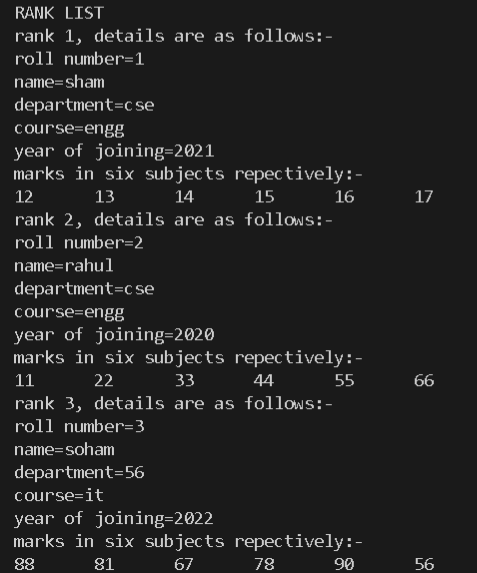 RANK LIST
rank 1, details are as follows:-
roll number=1
name=sham
department=cse
course=engg
year of joining=2021
marks in six subjects repectively:-
12 13 14 15 16 17
rank 2, details are as follows:-
roll number=2
name=rahul
department=cse
course=engg
year of joining=2020
marks in six subjects repectively:-
11 22 33 44 55 66
rank 3, details are as follows:-
roll number=3
name=soham
department=56
course=it
year of joining=2022
marks in six subjects repectively:-
88 81 67 78 90 56